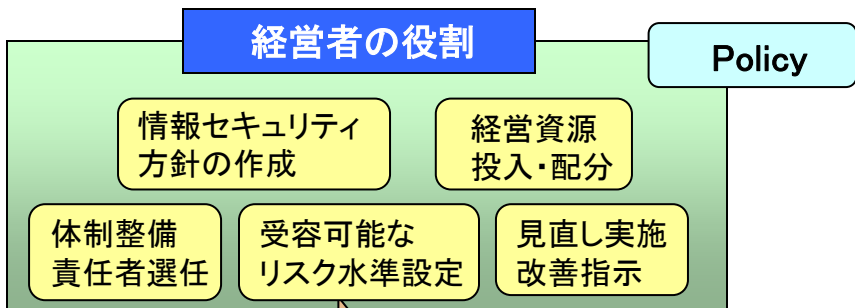 経営者の役割
Policy
情報セキュリティ
方針の作成
経営資源
投入・配分
体制整備
責任者選任
受容可能な
リスク水準設定
見直し実施
改善指示